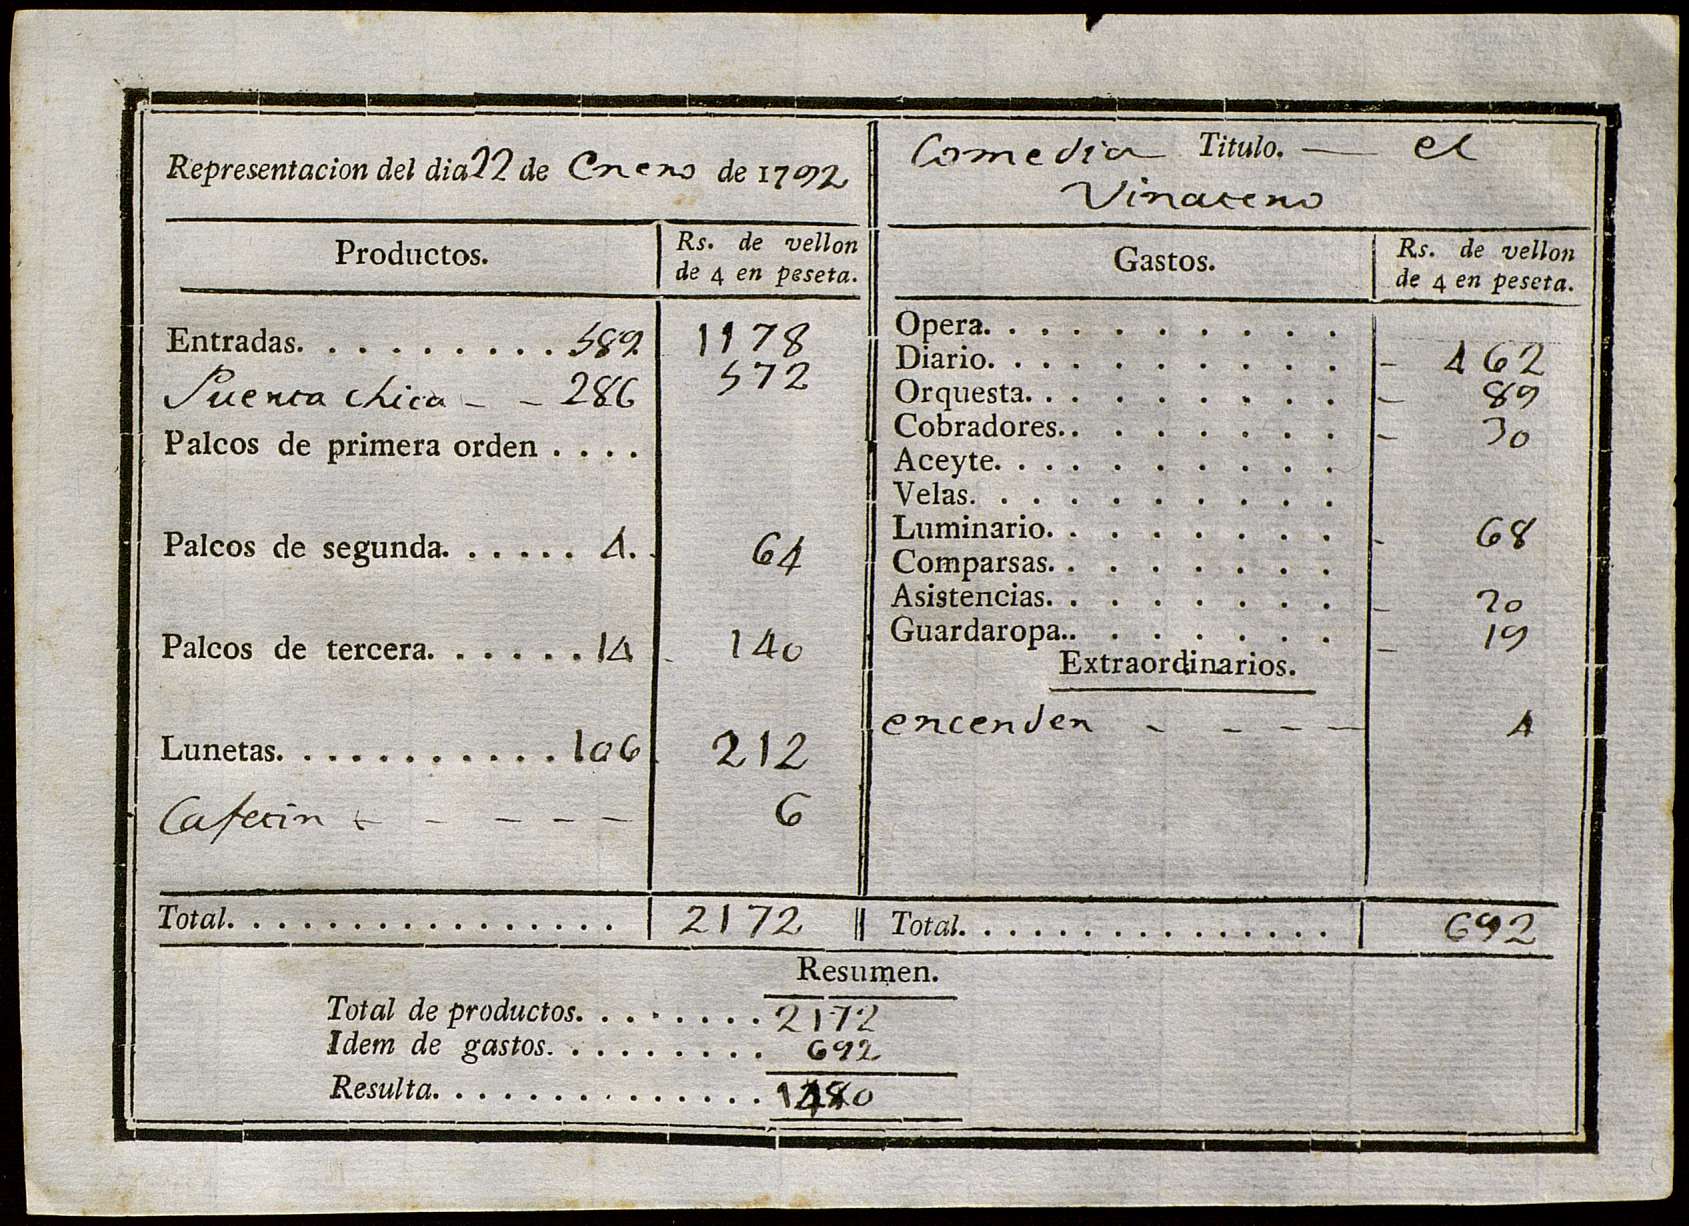 Representacion del dia 22 de Enero de 1792
Comedia Titulo. — el
Vinatero
Productos.
Rs. de vellon
de 4 en peseta.
Entradas. . . . . . . . . . 589 1178
Puerta chica - - 286 572
Palcos de primera orden . . . .
Palcos de segunda. . . . . . 4. 64
Palcos de tercera. . . . . . . 14 140
Lunetas. . . . . . . . . . . . 106 212
Cafetin - - - - - - 6
Total. . . . . . . . . . . . . . . . 2172
Gastos.
Rs. de vellon
de 4 en peseta.
Opera. . . . . . . . . .
Diario. . . . . . . . . . - 462
Orquesta. . . . . . . . . - 89
Cobradores. . . . . . . . - 30
Aceyte. . . . . . . . . .
Velas. . . . . . . . . .
Luminario. . . . . . . . - 68
Comparsas. . . . . . . .
Asistencias. . . . . . . . - 20
Guardaropa.. . . . . . . - 19
Extraordinarios.
encender - - - - 4
Total. . . . . . . . . . . . . . . 692
Resumen.
Total de productos. . . . . . . . 2172
Idem de gastos. . . . . . . . . 692
Resulta. . . . . . . . . . . . . . 1480